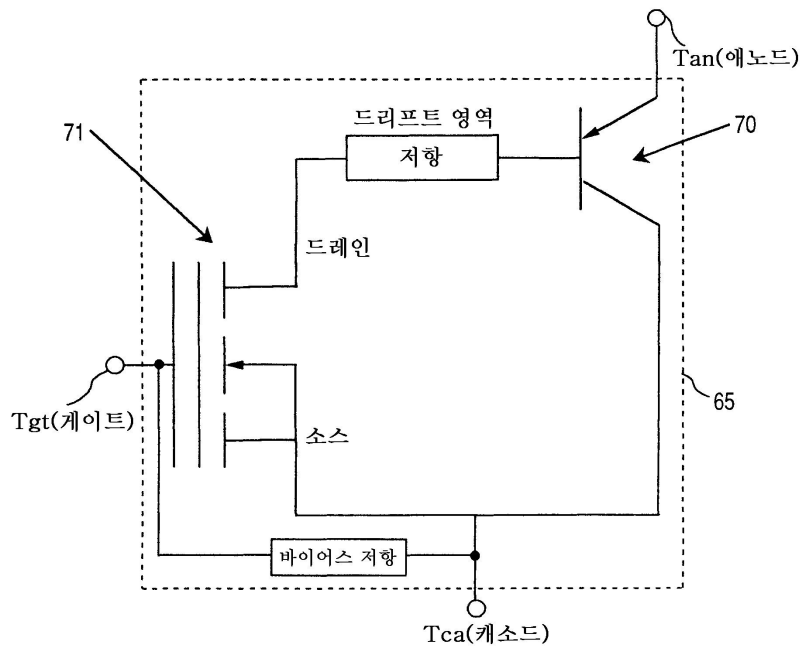 Tan(애노드)
71
드리프트 영역
저항
70
드레인
Tgt(게이트)
65
소스
바이어스 저항
Tca(캐소드)